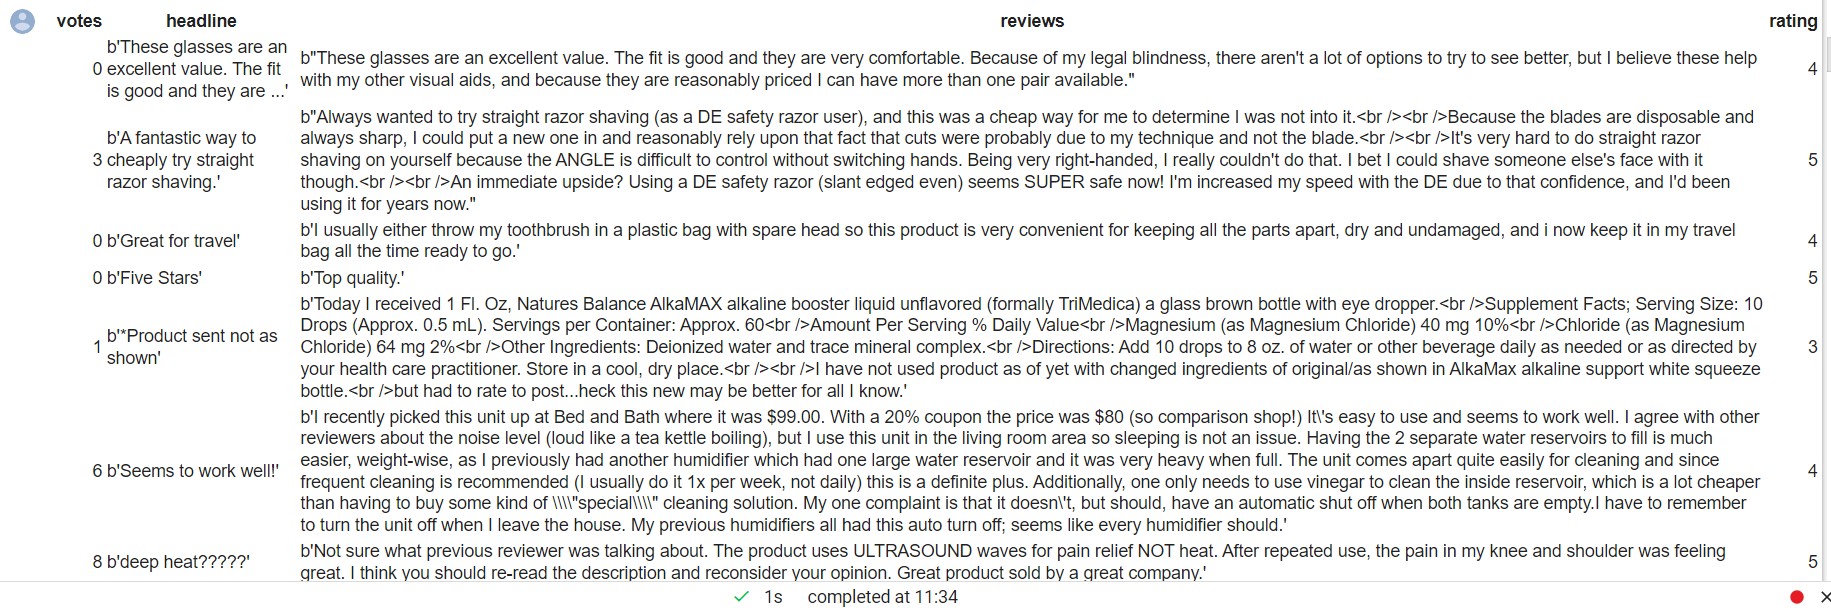 votes headline reviews rating
b'These glasses are an
excellent value. The fit
is good and they are ...'
0
b"These glasses are an excellent value. The fit is good and they are very comfortable. Because of my legal blindness, there aren't a lot of options to try to see better, but I believe these help
with my other visual aids, and because they are reasonably priced I can have more than one pair available."
4
3
b'A fantastic way to
cheaply try straight
razor shaving.'
b"Always wanted to try straight razor shaving (as a DE safety razor user), and this was a cheap way for me to determine I was not into it.<br /><br />Because the blades are disposable and
always sharp, I could put a new one in and reasonably rely upon that fact that cuts were probably due to my technique and not the blade.<br /><br />It's very hard to do straight razor
shaving on yourself because the ANGLE is difficult to control without switching hands. Being very right-handed, I really couldn't do that. I bet I could shave someone else's face with it
though.<br /><br />An immediate upside? Using a DE safety razor (slant edged even) seems SUPER safe now! I'm increased my speed with the DE due to that confidence, and I'd been
using it for years now."
5
0 b'Great for travel'
b'I usually either throw my toothbrush in a plastic bag with spare head so this product is very convenient for keeping all the parts apart, dry and undamaged, and i now keep it in my travel
bag all the time ready to go.'
4
0 b'Five Stars' b'Top quality.' 5
1
b'*Product sent not as
shown'
b'Today I received 1 Fl. Oz, Natures Balance AlkaMAX alkaline booster liquid unflavored (formally TriMedica) a glass brown bottle with eye dropper.<br />Supplement Facts; Serving Size: 10
Drops (Approx. 0.5 mL). Servings per Container: Approx. 60<br />Amount Per Serving % Daily Value<br />Magnesium (as Magnesium Chloride) 40 mg 10%<br />Chloride (as Magnesium
Chloride) 64 mg 2%<br />Other Ingredients: Deionized water and trace mineral complex.<br />Directions: Add 10 drops to 8 oz. of water or other beverage daily as needed or as directed by
your health care practitioner. Store in a cool, dry place.<br /><br />I have not used product as of yet with changed ingredients of original/as shown in AlkaMax alkaline support white squeeze
bottle.<br />but had to rate to post...heck this new may be better for all I know.'
3
6 b'Seems to work well!'
b'I recently picked this unit up at Bed and Bath where it was $99.00. With a 20% coupon the price was $80 (so comparison shop!) It\'s easy to use and seems to work well. I agree with other
reviewers about the noise level (loud like a tea kettle boiling), but I use this unit in the living room area so sleeping is not an issue. Having the 2 separate water reservoirs to fill is much
easier, weight-wise, as I previously had another humidifier which had one large water reservoir and it was very heavy when full. The unit comes apart quite easily for cleaning and since
frequent cleaning is recommended (I usually do it 1x per week, not daily) this is a definite plus. Additionally, one only needs to use vinegar to clean the inside reservoir, which is a lot cheaper
than having to buy some kind of \\\\"special\\\\" cleaning solution. My one complaint is that it doesn\'t, but should, have an automatic shut off when both tanks are empty.I have to remember
to turn the unit off when I leave the house. My previous humidifiers all had this auto turn off; seems like every humidifier should.'
4
8 b'deep heat?????'
b'Not sure what previous reviewer was talking about. The product uses ULTRASOUND waves for pain relief NOT heat. After repeated use, the pain in my knee and shoulder was feeling
great. I think you should re-read the description and reconsider your opinion. Great product sold by a great company.'
5
1s completed at 11:34